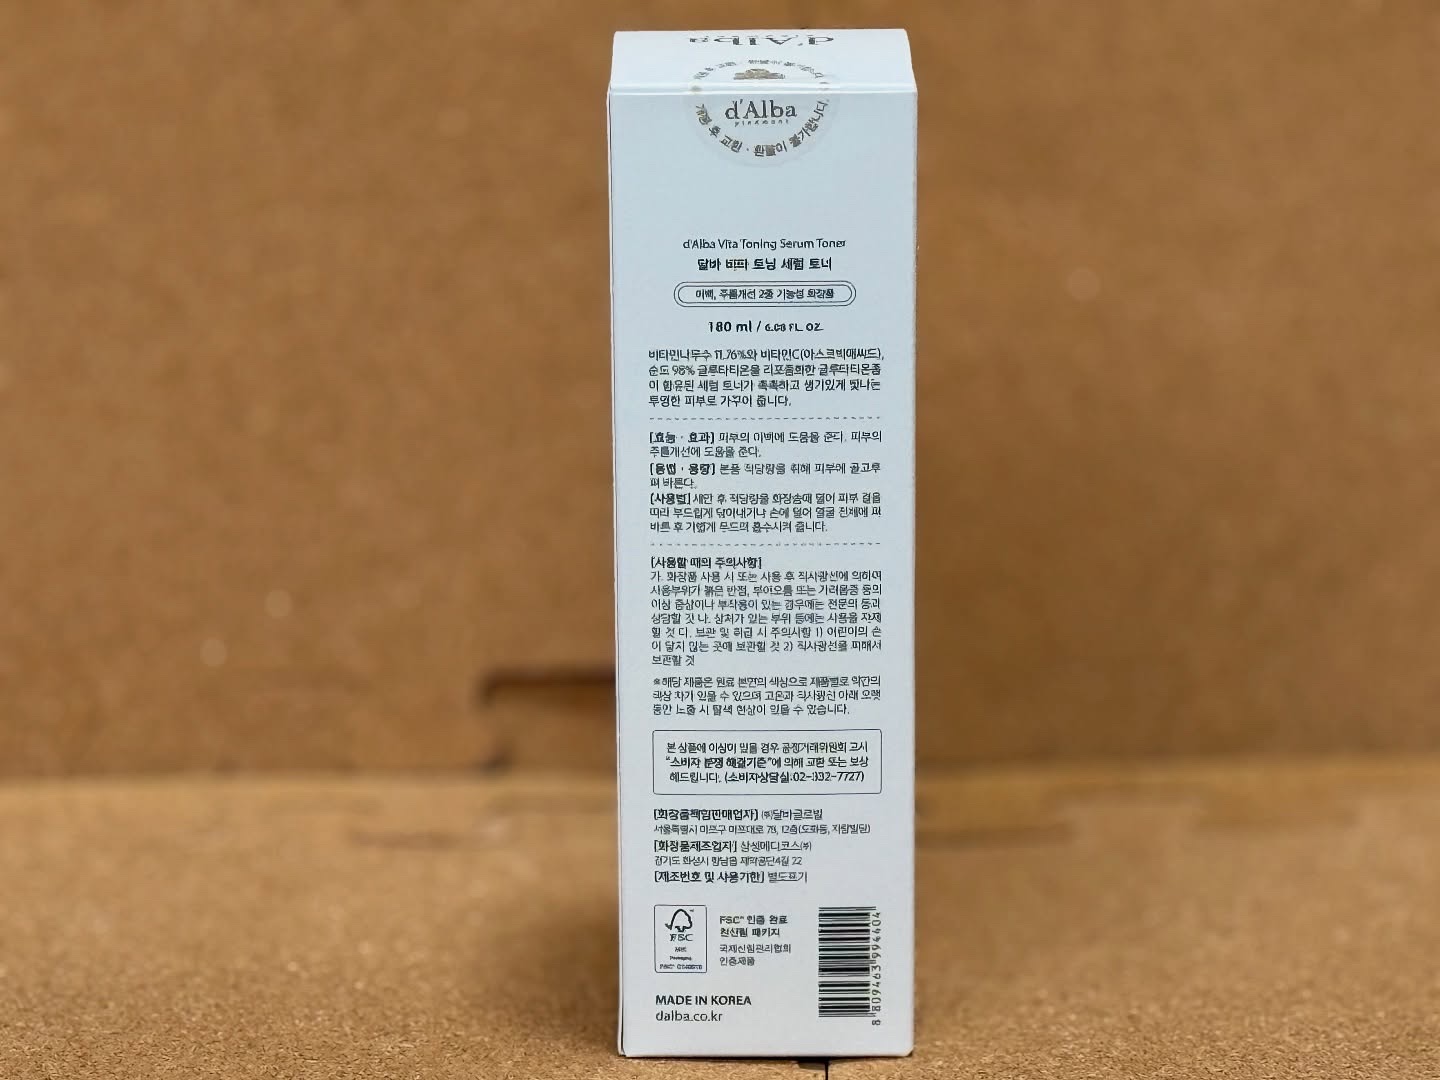 d'Alba
d'Alba
piedmont
개봉 후 교환·환불이 불가합니다.
d'Alba Vita Toning Serum Toner
달바 비타 토닝 세럼 토너
미백, 주름개선 2중 기능성 화장품
180 ml / 6.08 FL. OZ.
비타민나무수 11.76%와 비타민C(아스코빅애씨드),
순도 98% 글루타티온을 리포좀화한 글루타티온좀
이 함유된 세럼 토너가 촉촉하고 생기있게 빛나는
투명한 피부로 가꾸어 줍니다.
[효능·효과] 피부의 미백에 도움을 준다. 피부의
주름개선에 도움을 준다.
[용법·용량] 본품 적당량을 취해 피부에 골고루
펴 바른다.
[사용법] 세안 후 적당량을 화장솜에 덜어 피부 결을
따라 부드럽게 닦아내거나 손에 덜어 얼굴 전체에 펴
바른 후 가볍게 두드려 흡수시켜 줍니다.
[사용할 때의 주의사항]
가. 화장품 사용 시 또는 사용 후 직사광선에 의하여
사용부위가 붉은 반점, 부어오름 또는 가려움증 등의
이상 증상이나 부작용이 있는 경우에는 전문의 등과
상담할 것 나. 상처가 있는 부위 등에는 사용을 자제
할 것 다. 보관 및 취급 시 주의사항 1) 어린이의 손
이 닿지 않는 곳에 보관할 것 2) 직사광선을 피해서
보관할 것
※해당 제품은 원료 본연의 색상으로 제품별로 약간의
색상 차가 있을 수 있으며 고온과 직사광선 아래 오랫
동안 노출 시 탈색 현상이 있을 수 있습니다.
본 상품에 이상이 있을 경우 공정거래위원회 고시
"소비자 분쟁 해결기준"에 의해 교환 또는 보상
해드립니다. (소비자상담실:02-332-7727)
[화장품책임판매업자] ㈜달바글로벌
서울특별시 마포구 마포대로 78, 12층(도화동, 자람빌딩)
[화장품제조업자] 삼성메디코스㈜
경기도 화성시 향남읍 제약공단4길 22
[제조번호 및 사용기한] 별도표기
FSC
MIX
Packaging
FSC™ 인증 완료
친산림 패키지
국제산림관리협회
인증제품
8 809463 994404
MADE IN KOREA
dalba.co.kr